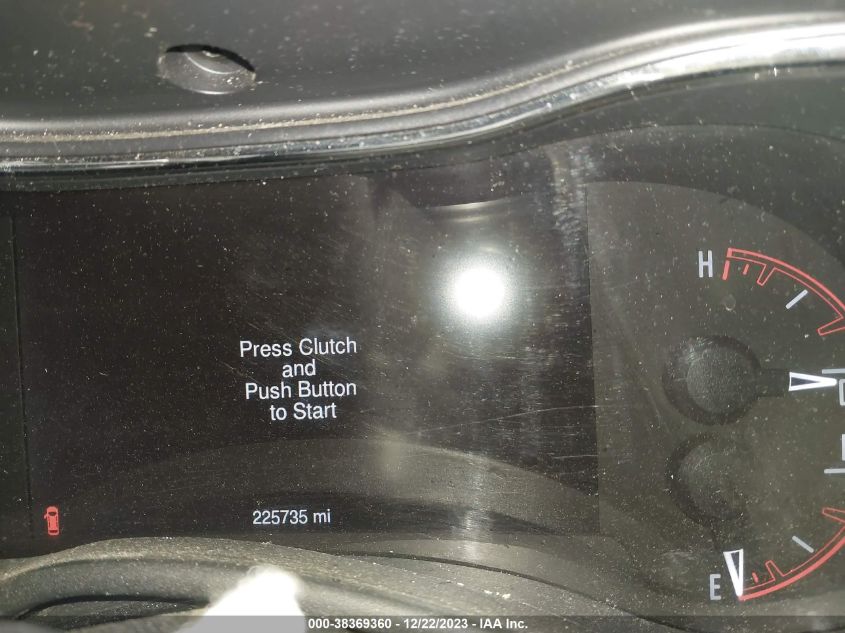 H
Press Clutch
and
Push Button
to Start
225735 mi
E
000-38369360 - 12/22/2023 - IAA Inc.